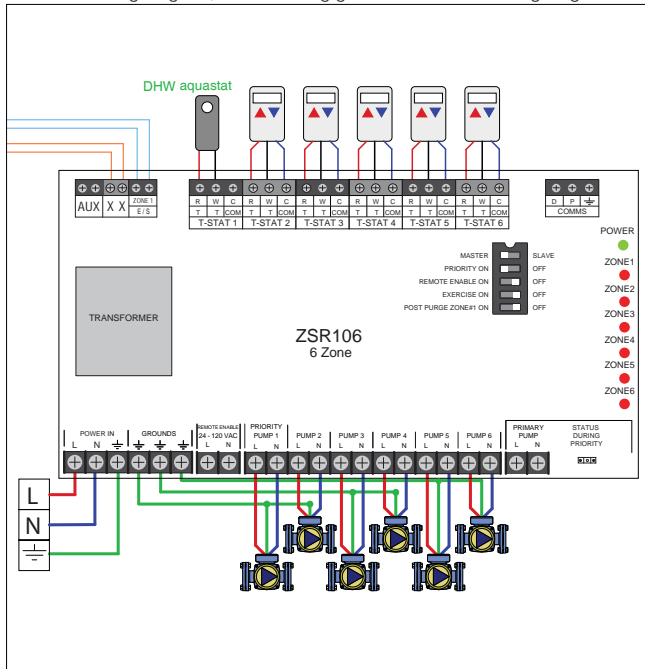 DHW aquastat
AUX X X ZONE 1
E / S
R W C R W C R W C R W C R W C R W C
T T COM T T COM T T COM T T COM T T COM T T COM
T-STAT 1 T-STAT 2 T-STAT 3 T-STAT 4 T-STAT 5 T-STAT 6
D P
COMMS
POWER
MASTER SLAVE
PRIORITY ON OFF
REMOTE ENABLE ON OFF
EXERCISE ON OFF
POST PURGE ZONE#1 ON OFF
ZONE1
ZONE2
ZONE3
ZONE4
ZONE5
ZONE6
TRANSFORMER
ZSR106
6 Zone
POWER IN
L N
GROUNDS
REMOTE ENABLE
24 - 120 VAC
L N
PRIORITY
PUMP 1
L N
PUMP 2
L N
PUMP 3
L N
PUMP 4
L N
PUMP 5
L N
PUMP 6
L N
PRIMARY
PUMP
L N
STATUS
DURING
PRIORITY
L
N